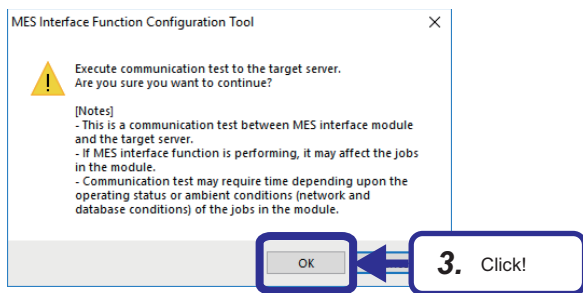 MES Interface Function Configuration Tool
Execute communication test to the target server.
Are you sure you want to continue?
[Notes]
- This is a communication test between MES interface module
and the target server.
- If MES interface function is performing, it may affect the jobs
in the module.
- Communication test may require time depending upon the
operating status or ambient conditions (network and
database conditions) of the jobs in the module.
OK
3. Click!